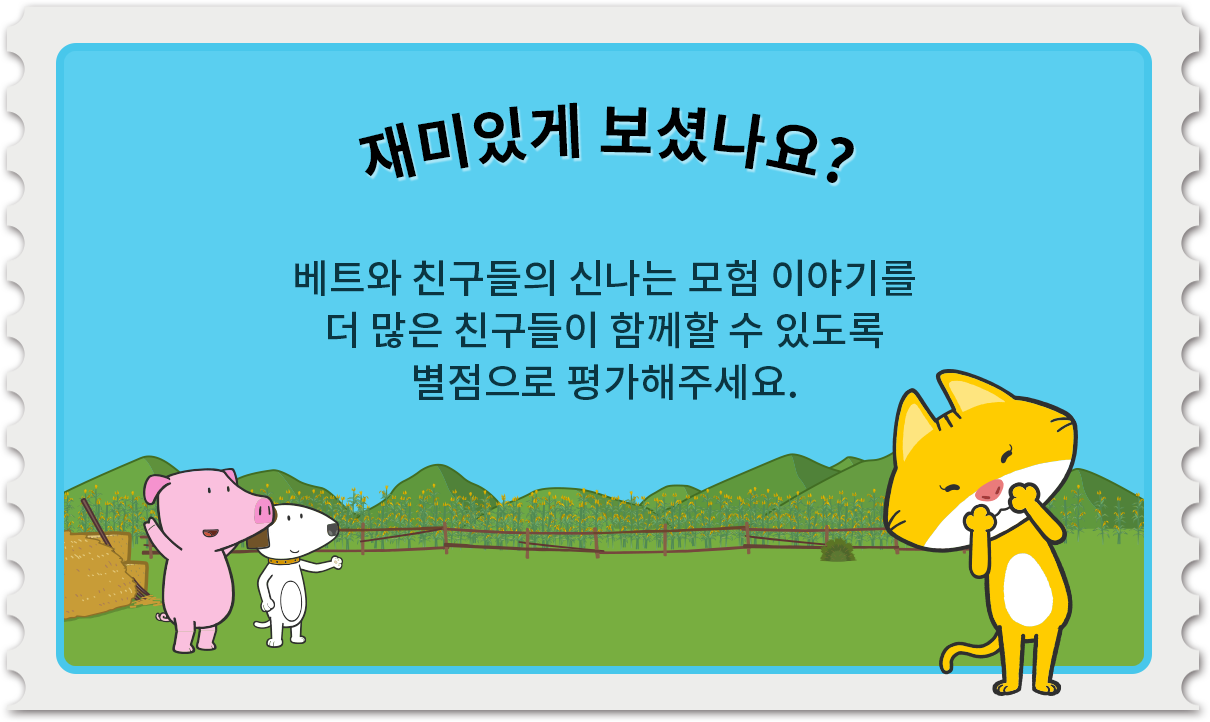 재미있게 보셨나요?
베트와 친구들의 신나는 모험 이야기를
더 많은 친구들이 함께할 수 있도록
별점으로 평가해주세요.